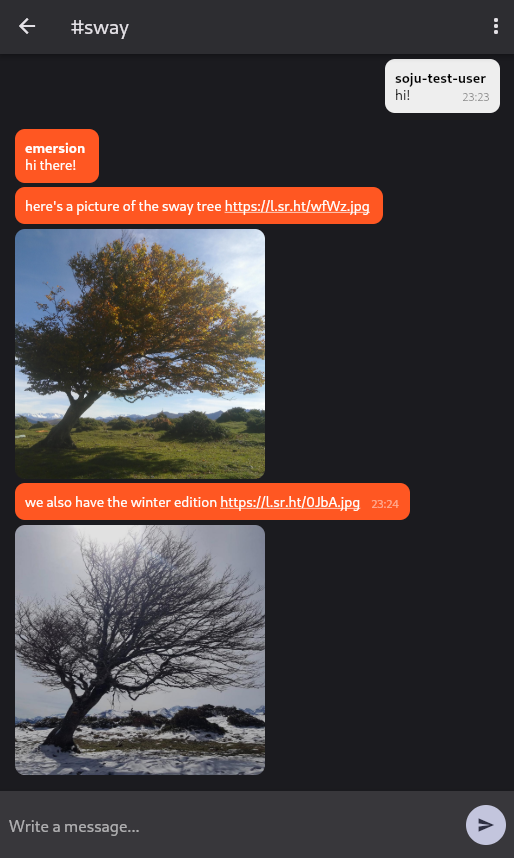 #sway
soju-test-user
hi! 23:23
emersion
hi there!
here's a picture of the sway tree https://l.sr.ht/wfWz.jpg
we also have the winter edition https://l.sr.ht/0JbA.jpg 23:24
Write a message...